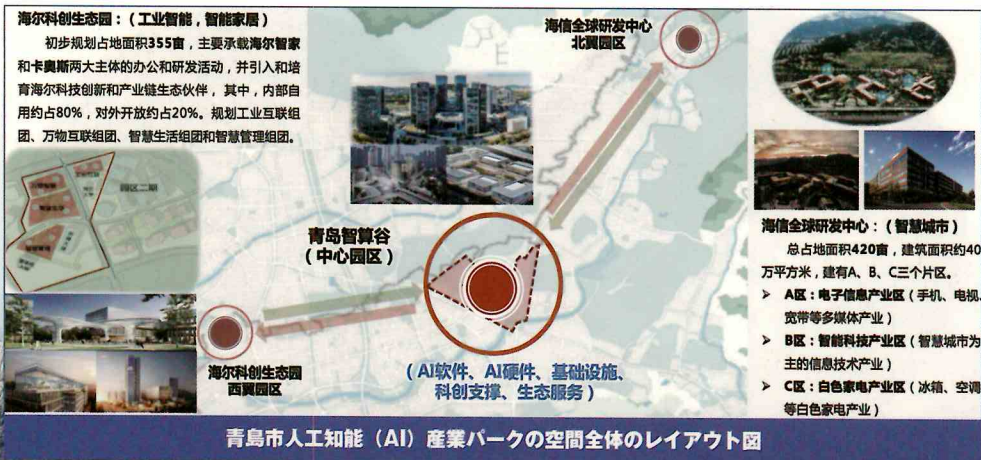 海尔科创生态园：（工业智能，智能家居）
初步规划占地面积355亩，主要承载海尔智家
和卡奥斯两大主体的办公和研发活动，并引入和培
育海尔科技创新和产业链生态伙伴，其中，内部自
用约占80%，对外开放约占20%。规划工业互联组
团、万物互联组团、智慧生活组团和智慧管理组团。
园区二期
海信全球研发中心
北翼园区
青岛智算谷
（中心园区）
海尔科创生态园
西翼园区
（AI软件、AI硬件、基础设施、
科创支撑、生态服务）
海信全球研发中心：（智慧城市）
总占地面积420亩，建筑面积约40
万平方米，建有A、B、C三个片区。
➢ A区：电子信息产业区（手机、电视、
宽带等多媒体产业）
➢ B区：智能科技产业区（智慧城市为
主的信息技术产业）
➢ C区：白色家电产业区（冰箱、空调
等白色家电产业）
青島市人工知能（AI）産業パークの空間全体のレイアウト図